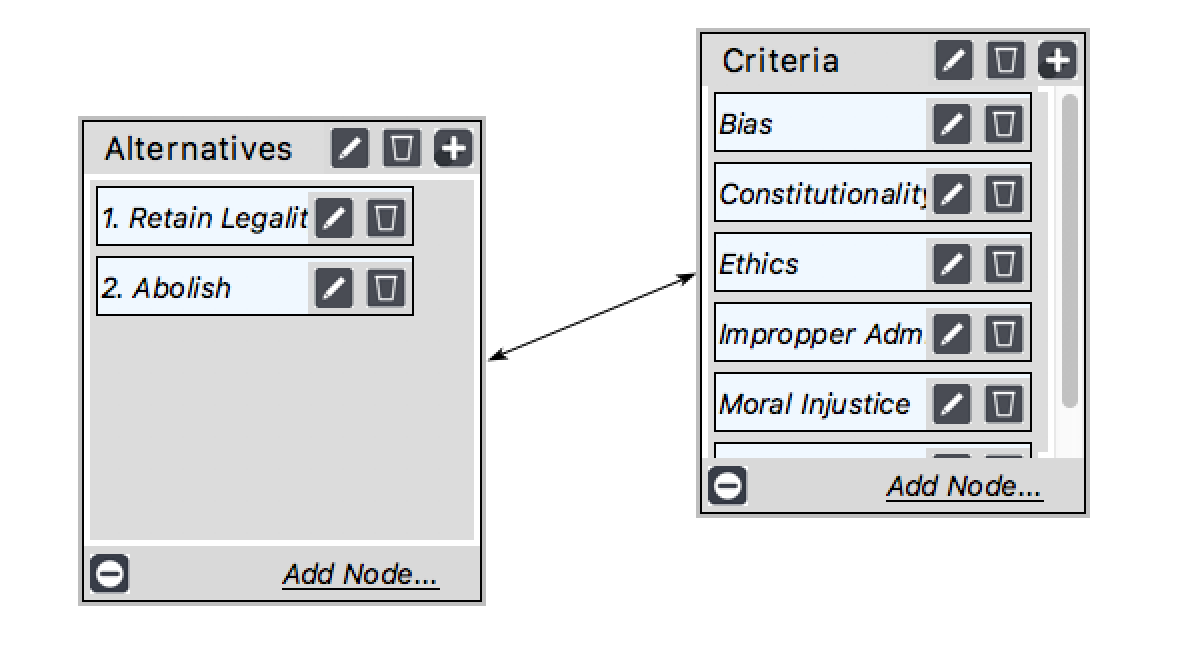 Alternatives
1. Retain Legalit
2. Abolish
Add Node...
Criteria
Bias
Constitutionality
Ethics
Impropper Adm
Moral Injustice
Add Node...